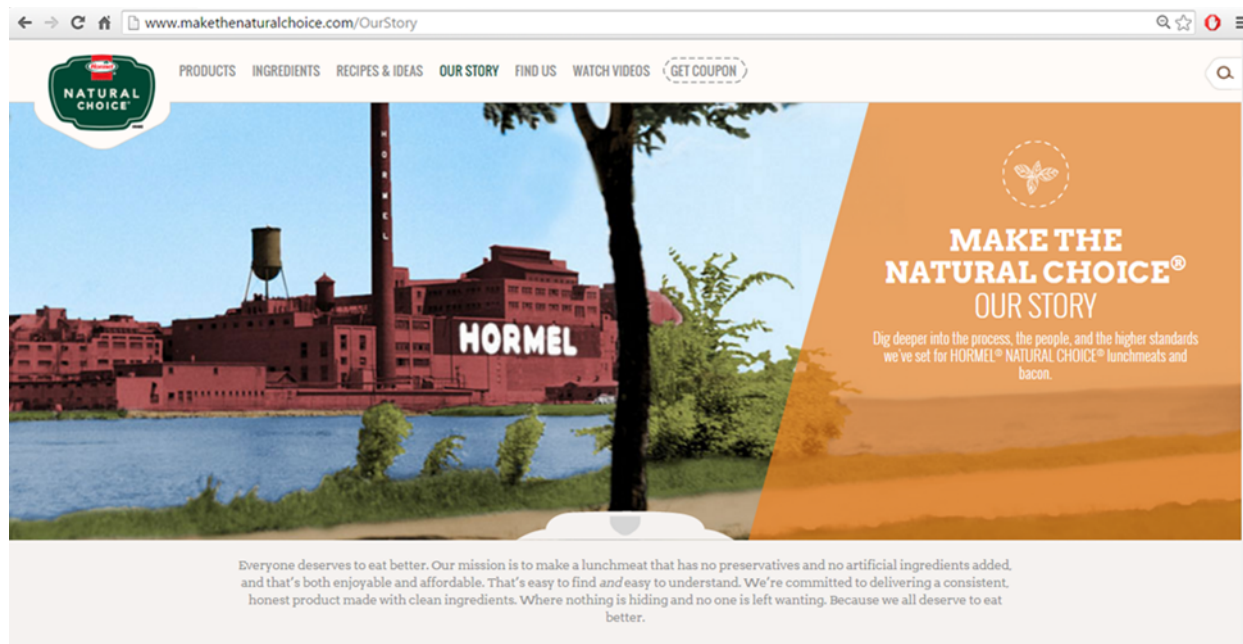 www.makethenaturalchoice.com/OurStory
Hormel
NATURAL
CHOICE®
PRODUCTS INGREDIENTS RECIPES & IDEAS OUR STORY FIND US WATCH VIDEOS GET COUPON
HORMEL
HORMEL
MAKE THE
NATURAL CHOICE®
OUR STORY
Dig deeper into the process, the people, and the higher standards
we've set for HORMEL® NATURAL CHOICE® lunchmeats and
bacon.
Everyone deserves to eat better. Our mission is to make a lunchmeat that has no preservatives and no artificial ingredients added,
and that's both enjoyable and affordable. That's easy to find and easy to understand. We're committed to delivering a consistent,
honest product made with clean ingredients. Where nothing is hiding and no one is left wanting. Because we all deserve to eat
better.